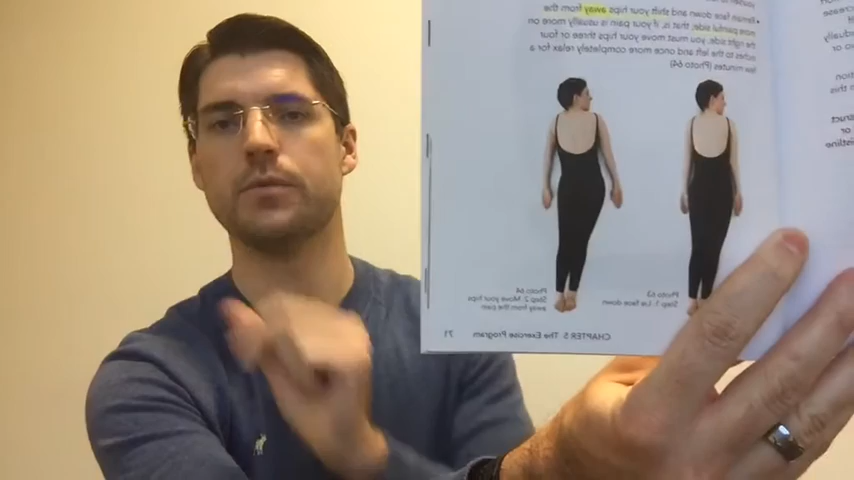 Remain face down and shift your hips away from the
more painful side; that is, if your pain is usually more on
the right side, you must move your hips three or four
inches to the left and once more completely relax for a
few minutes (Photo 64)
Photo 63
Step 1: Lie face down.
Photo 64
Step 2: Move your hips
away from the pain
CHAPTER 5 The Exercise Program 71